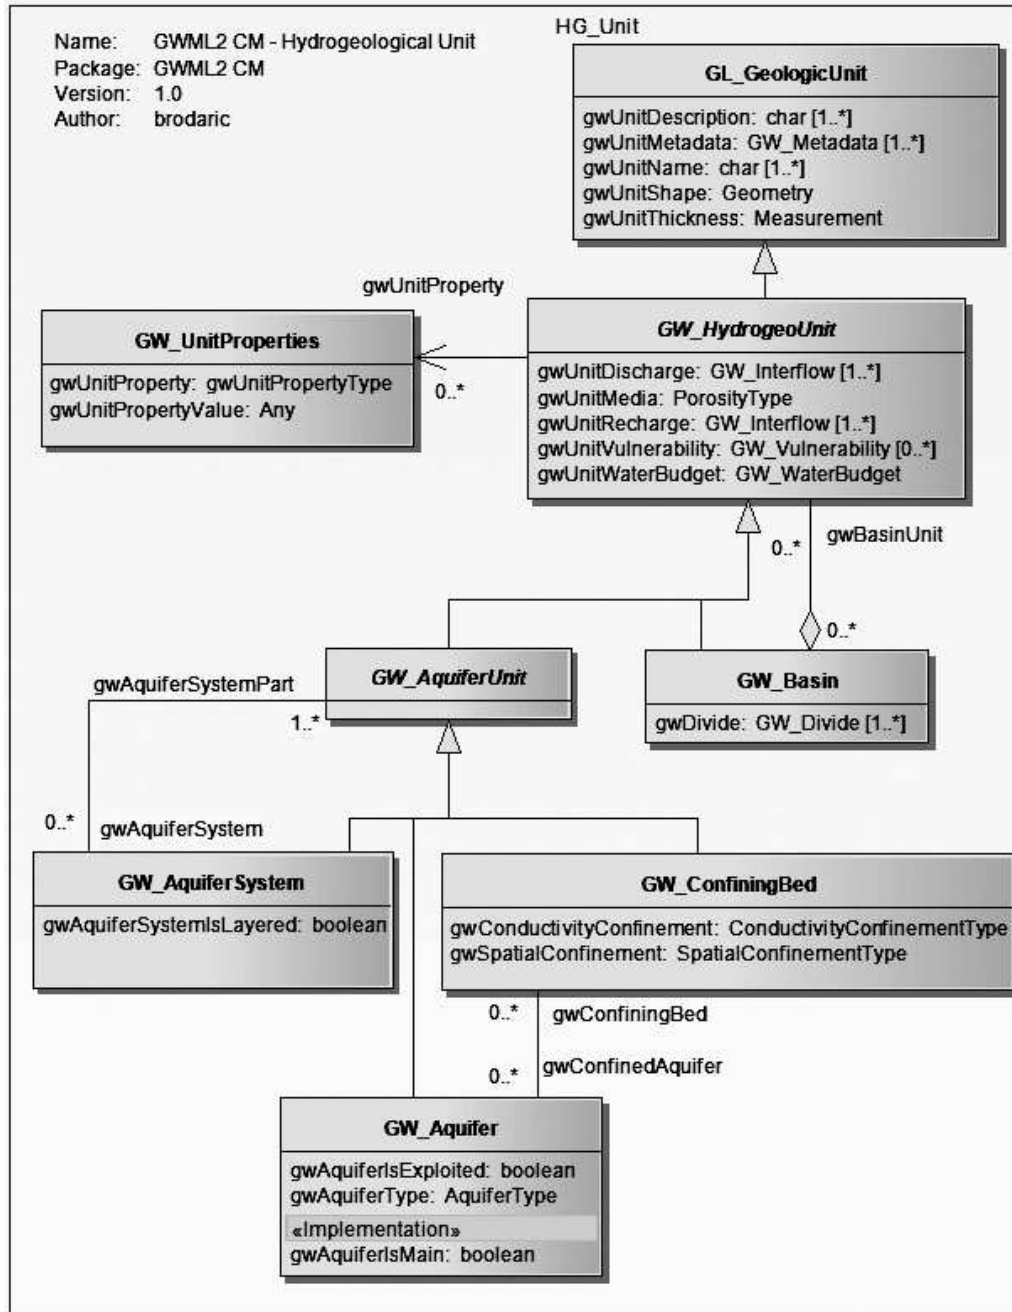 Name: GWML2 CM - Hydrogeological Unit
Package: GWML2 CM
Version: 1.0
Author: brodaric
HG_Unit
GL_GeologicUnit
gwUnitDescription: char [1..*]
gwUnitMetadata: GW_Metadata [1..*]
gwUnitName: char [1..*]
gwUnitShape: Geometry
gwUnitThickness: Measurement
gwUnitProperty
0..*
GW_UnitProperties
gwUnitProperty: gwUnitPropertyType
gwUnitPropertyValue: Any
GW_HydrogeoUnit
gwUnitDischarge: GW_Interflow [1..*]
gwUnitMedia: PorosityType
gwUnitRecharge: GW_Interflow [1..*]
gwUnitVulnerability: GW_Vulnerability [0..*]
gwUnitWaterBudget: GW_WaterBudget
0..*
gwBasinUnit
0..*
GW_AquiferUnit
gwAquiferSystemPart
1..*
GW_Basin
gwDivide: GW_Divide [1..*]
0..*
gwAquiferSystem
GW_AquiferSystem
gwAquiferSystemIsLayered: boolean
GW_ConfiningBed
gwConductivityConfinement: ConductivityConfinementType
gwSpatialConfinement: SpatialConfinementType
0..*
gwConfiningBed
gwConfinedAquifer
0..*
GW_Aquifer
gwAquiferIsExploited: boolean
gwAquiferType: AquiferType
«Implementation»
gwAquiferIsMain: boolean